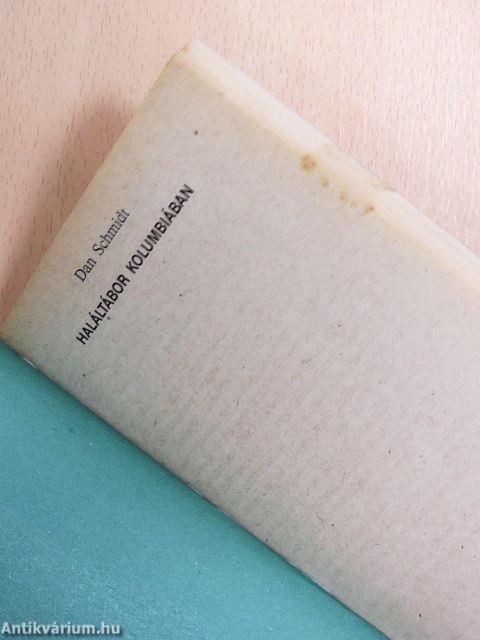 Dan Schmidt
HALÁLTÁBOR KOLUMBIÁBAN
Antikvárium.hu